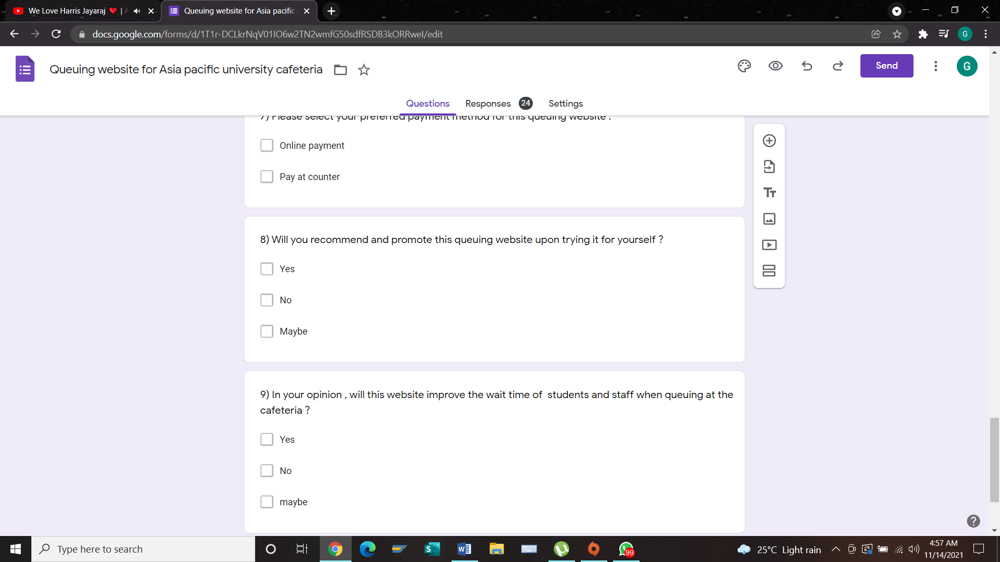 We Love Harris Jayaraj ❤️ | A
Queuing website for Asia pacific
docs.google.com/forms/d/1T1r-DCLkrNqV01IO6w2TN2wmfG50sdfRSDB3kORRweI/edit
G
Queuing website for Asia pacific university cafeteria
Send
G
Questions
Responses 24
Settings
7) Please select your preferred payment method for this queuing website .
Online payment
Pay at counter
8) Will you recommend and promote this queuing website upon trying it for yourself ?
Yes
No
Maybe
9) In your opinion , will this website improve the wait time of  students and staff when queuing at the
cafeteria ?
Yes
No
maybe
Type here to search
99
25°C Light rain
4:57 AM
11/14/2021